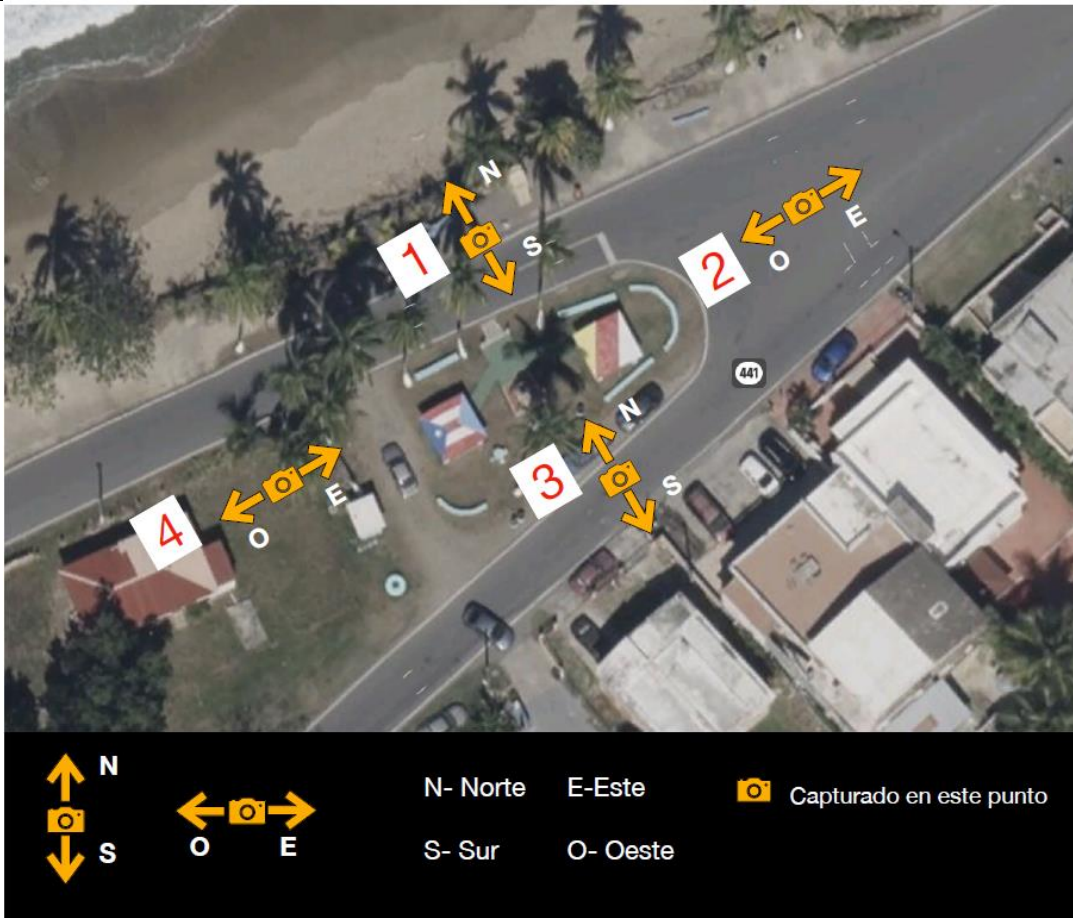 N
1
S
2
E
O
441
N
3
S
E
4
O
N
N- Norte E-Este
Capturado en este punto
O E
S
S- Sur O- Oeste